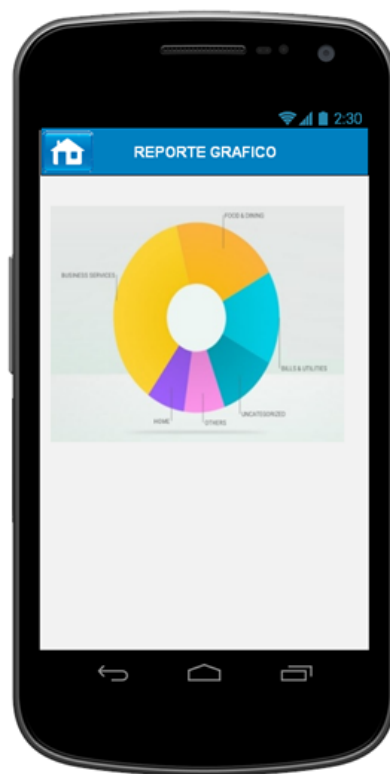 2:30
REPORTE GRAFICO
FOOD & DINING
BUSINESS SERVICES
BILLS & UTILITIES
UNCATEGORIZED
HOME
OTHERS